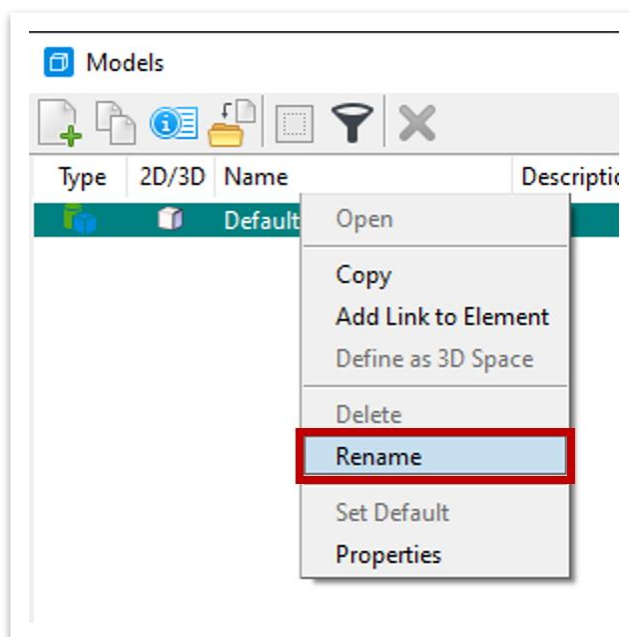 Models
Type 2D/3D Name Descriptio
Default
Open
Copy
Add Link to Element
Define as 3D Space
Delete
Rename
Set Default
Properties